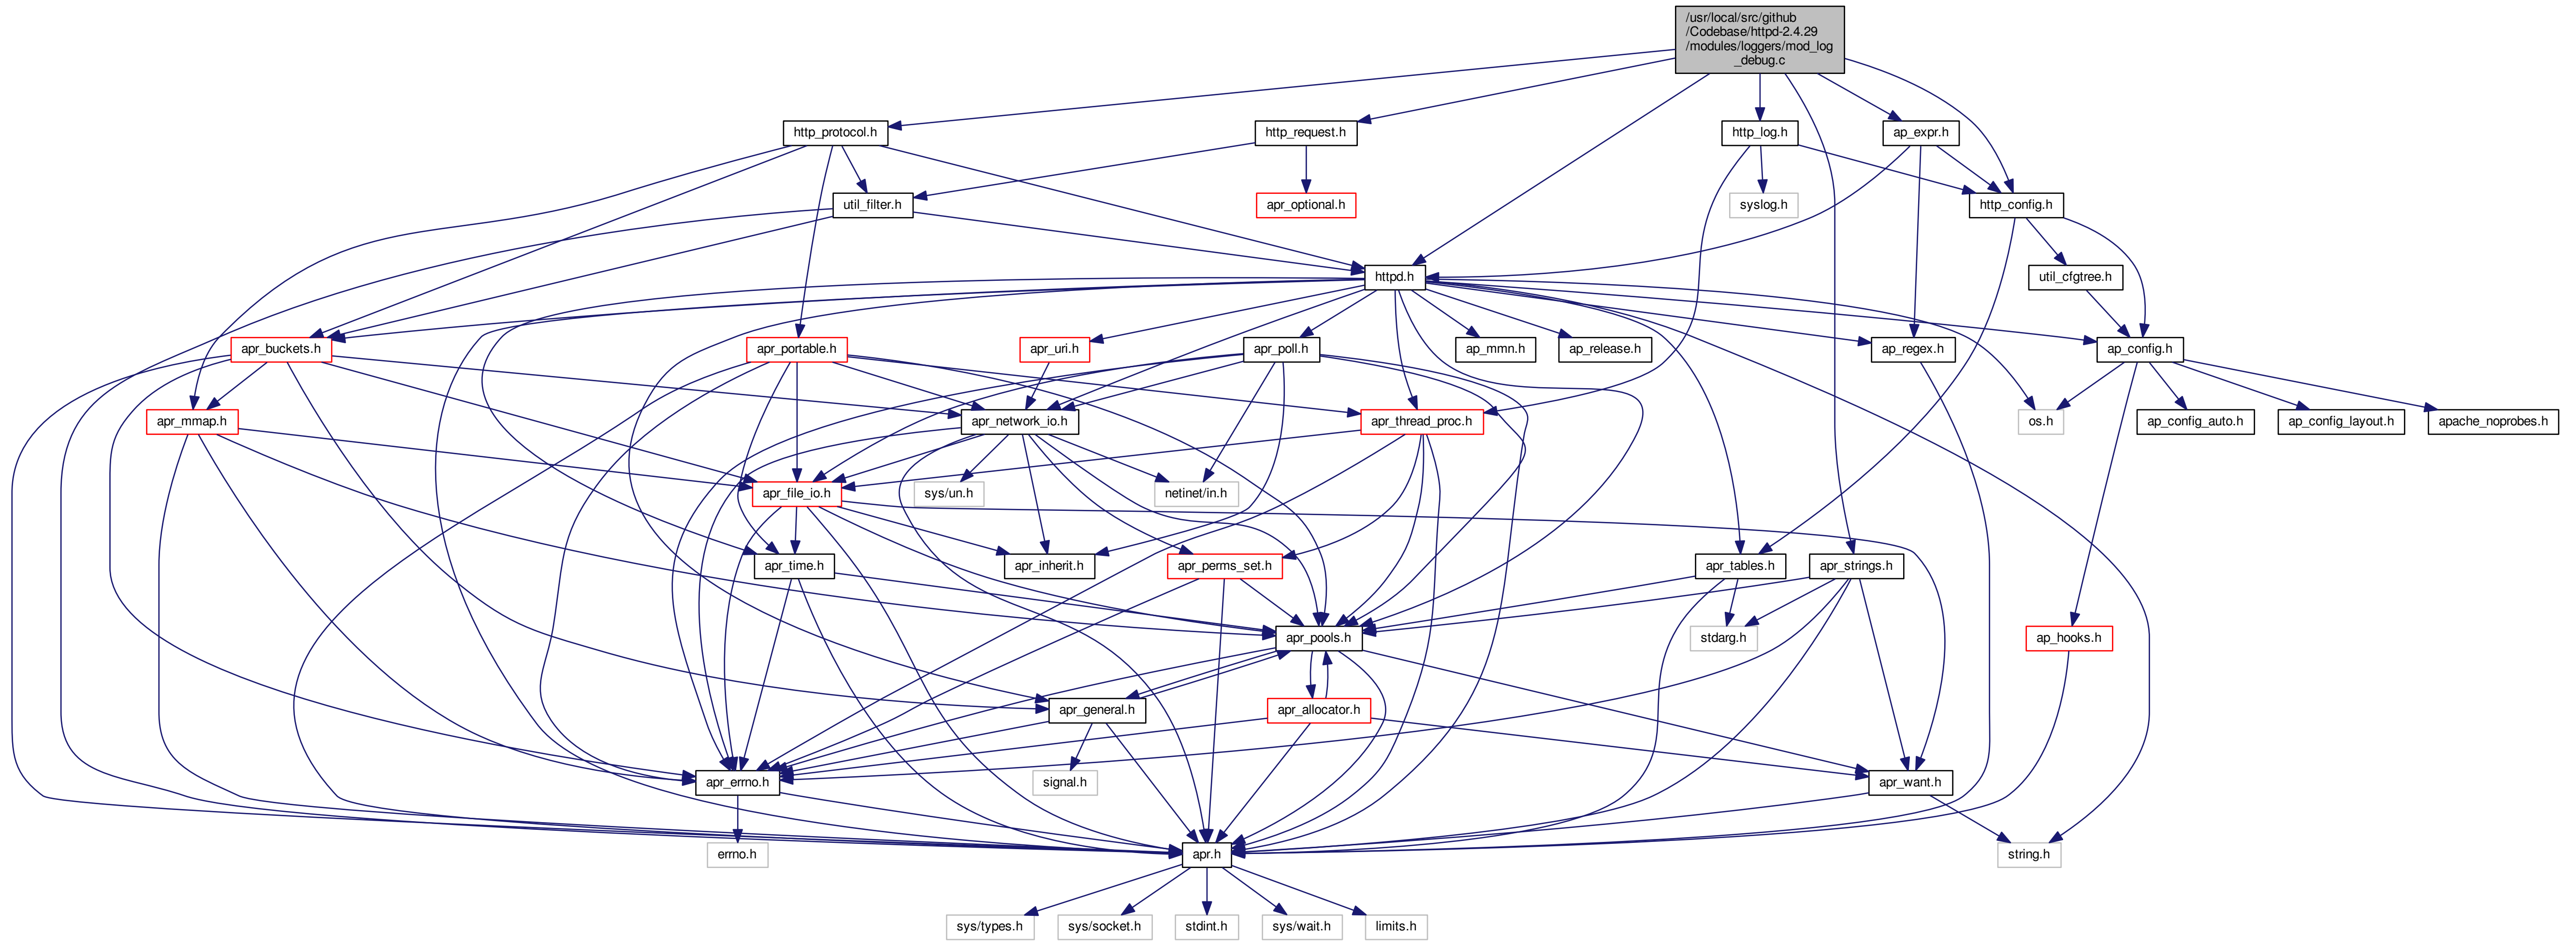 /usr/local/src/github
/Codebase/httpd-2.4.29
/modules/loggers/mod_log
_debug.c
http_protocol.h
http_request.h
http_log.h
ap_expr.h
util_filter.h
apr_optional.h
syslog.h
http_config.h
httpd.h
util_cfgtree.h
apr_buckets.h
apr_portable.h
apr_uri.h
apr_poll.h
ap_mmn.h
ap_release.h
ap_regex.h
ap_config.h
apr_mmap.h
apr_network_io.h
apr_thread_proc.h
os.h
ap_config_auto.h
ap_config_layout.h
apache_noprobes.h
apr_file_io.h
sys/un.h
netinet/in.h
apr_time.h
apr_inherit.h
apr_perms_set.h
apr_tables.h
apr_strings.h
apr_pools.h
stdarg.h
ap_hooks.h
apr_general.h
apr_allocator.h
apr_errno.h
signal.h
apr_want.h
errno.h
apr.h
string.h
sys/types.h
sys/socket.h
stdint.h
sys/wait.h
limits.h